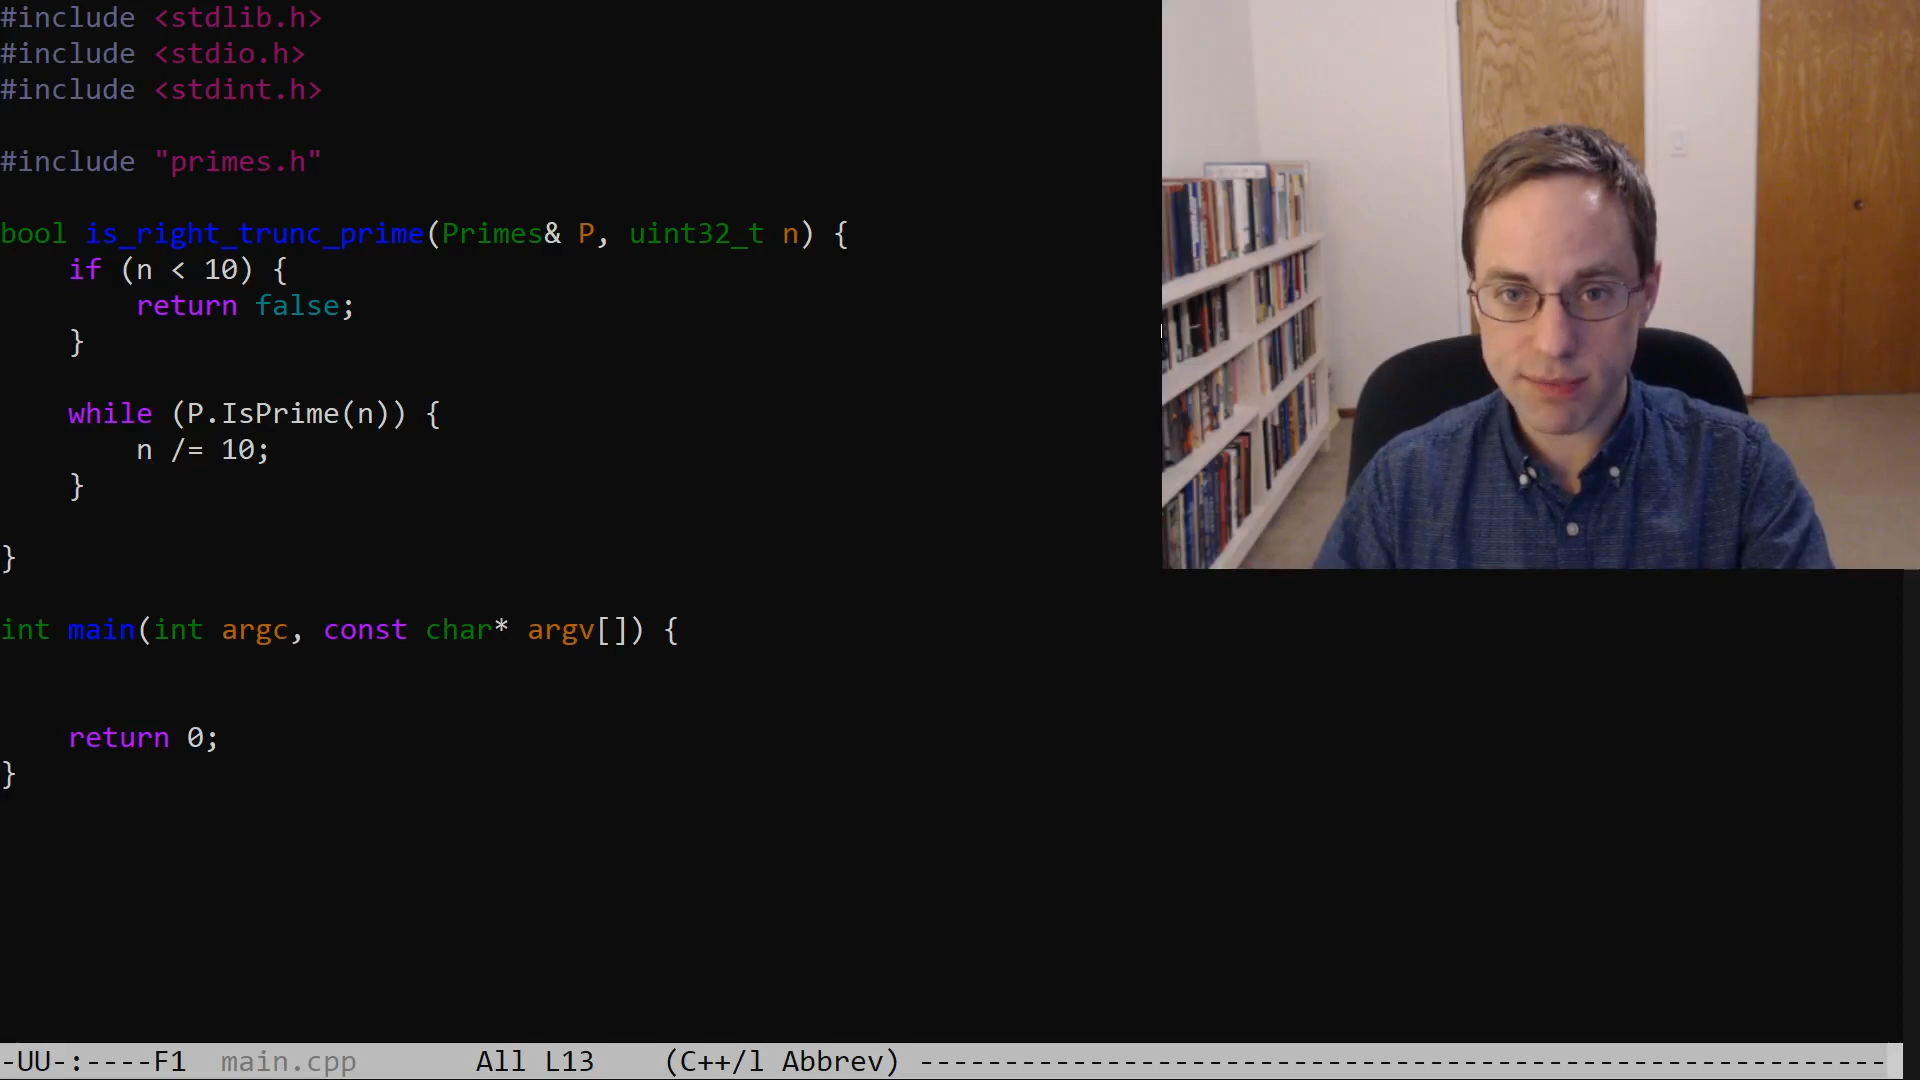 #include <stdlib.h>
#include <stdio.h>
#include <stdint.h>
#include "primes.h"
bool is_right_trunc_prime(Primes& P, uint32_t n) {
    if (n < 10) {
        return false;
    }
    while (P.IsPrime(n)) {
        n /= 10;
    }
}
int main(int argc, const char* argv[]) {
    return 0;
}
-UU-:----F1  main.cpp       All L13    (C++/l Abbrev) ---------------------------------------------------------